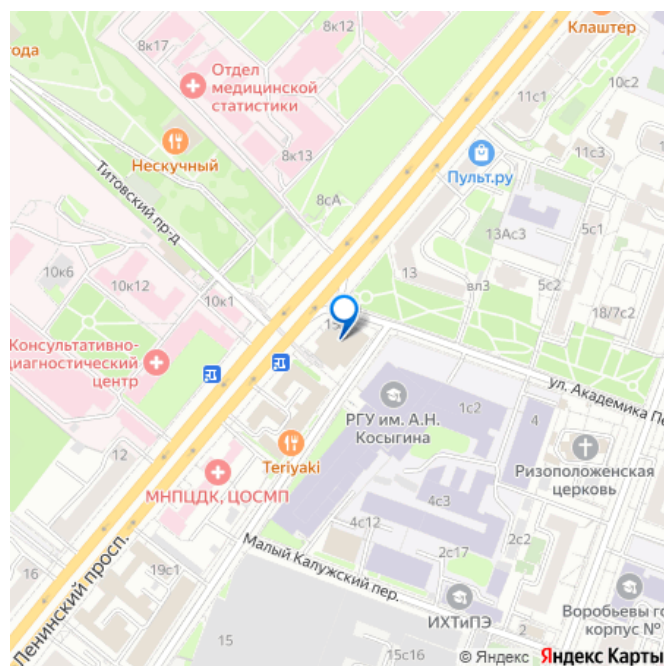 8к12
Клаштер
8к17
года
10с2
Отдел
медицинской
статистики
11с1
8к13
11с3
Нескучный
Пульт.ру
Титовский пр-д
8сА
5с1
13Ас3
10к6
13
вл3
5с2
10к12
18/7с2
10к1
Консультативно-
диагностический
центр
ул. Академика Пе
РГУ им. А.Н.
Косыгина
1с2
4
12
Teriyaki
Ризоположенская
церковь
МНПЦДК, ЦОСМП
4с3
4с12
2с2
Малый Калужский пер.
2с17
Ленинский просп.
16
19с1
ИХТиПЭ
Воробьевы го
корпус №
15
15с16
2
© Яндекс Яндекс Карты